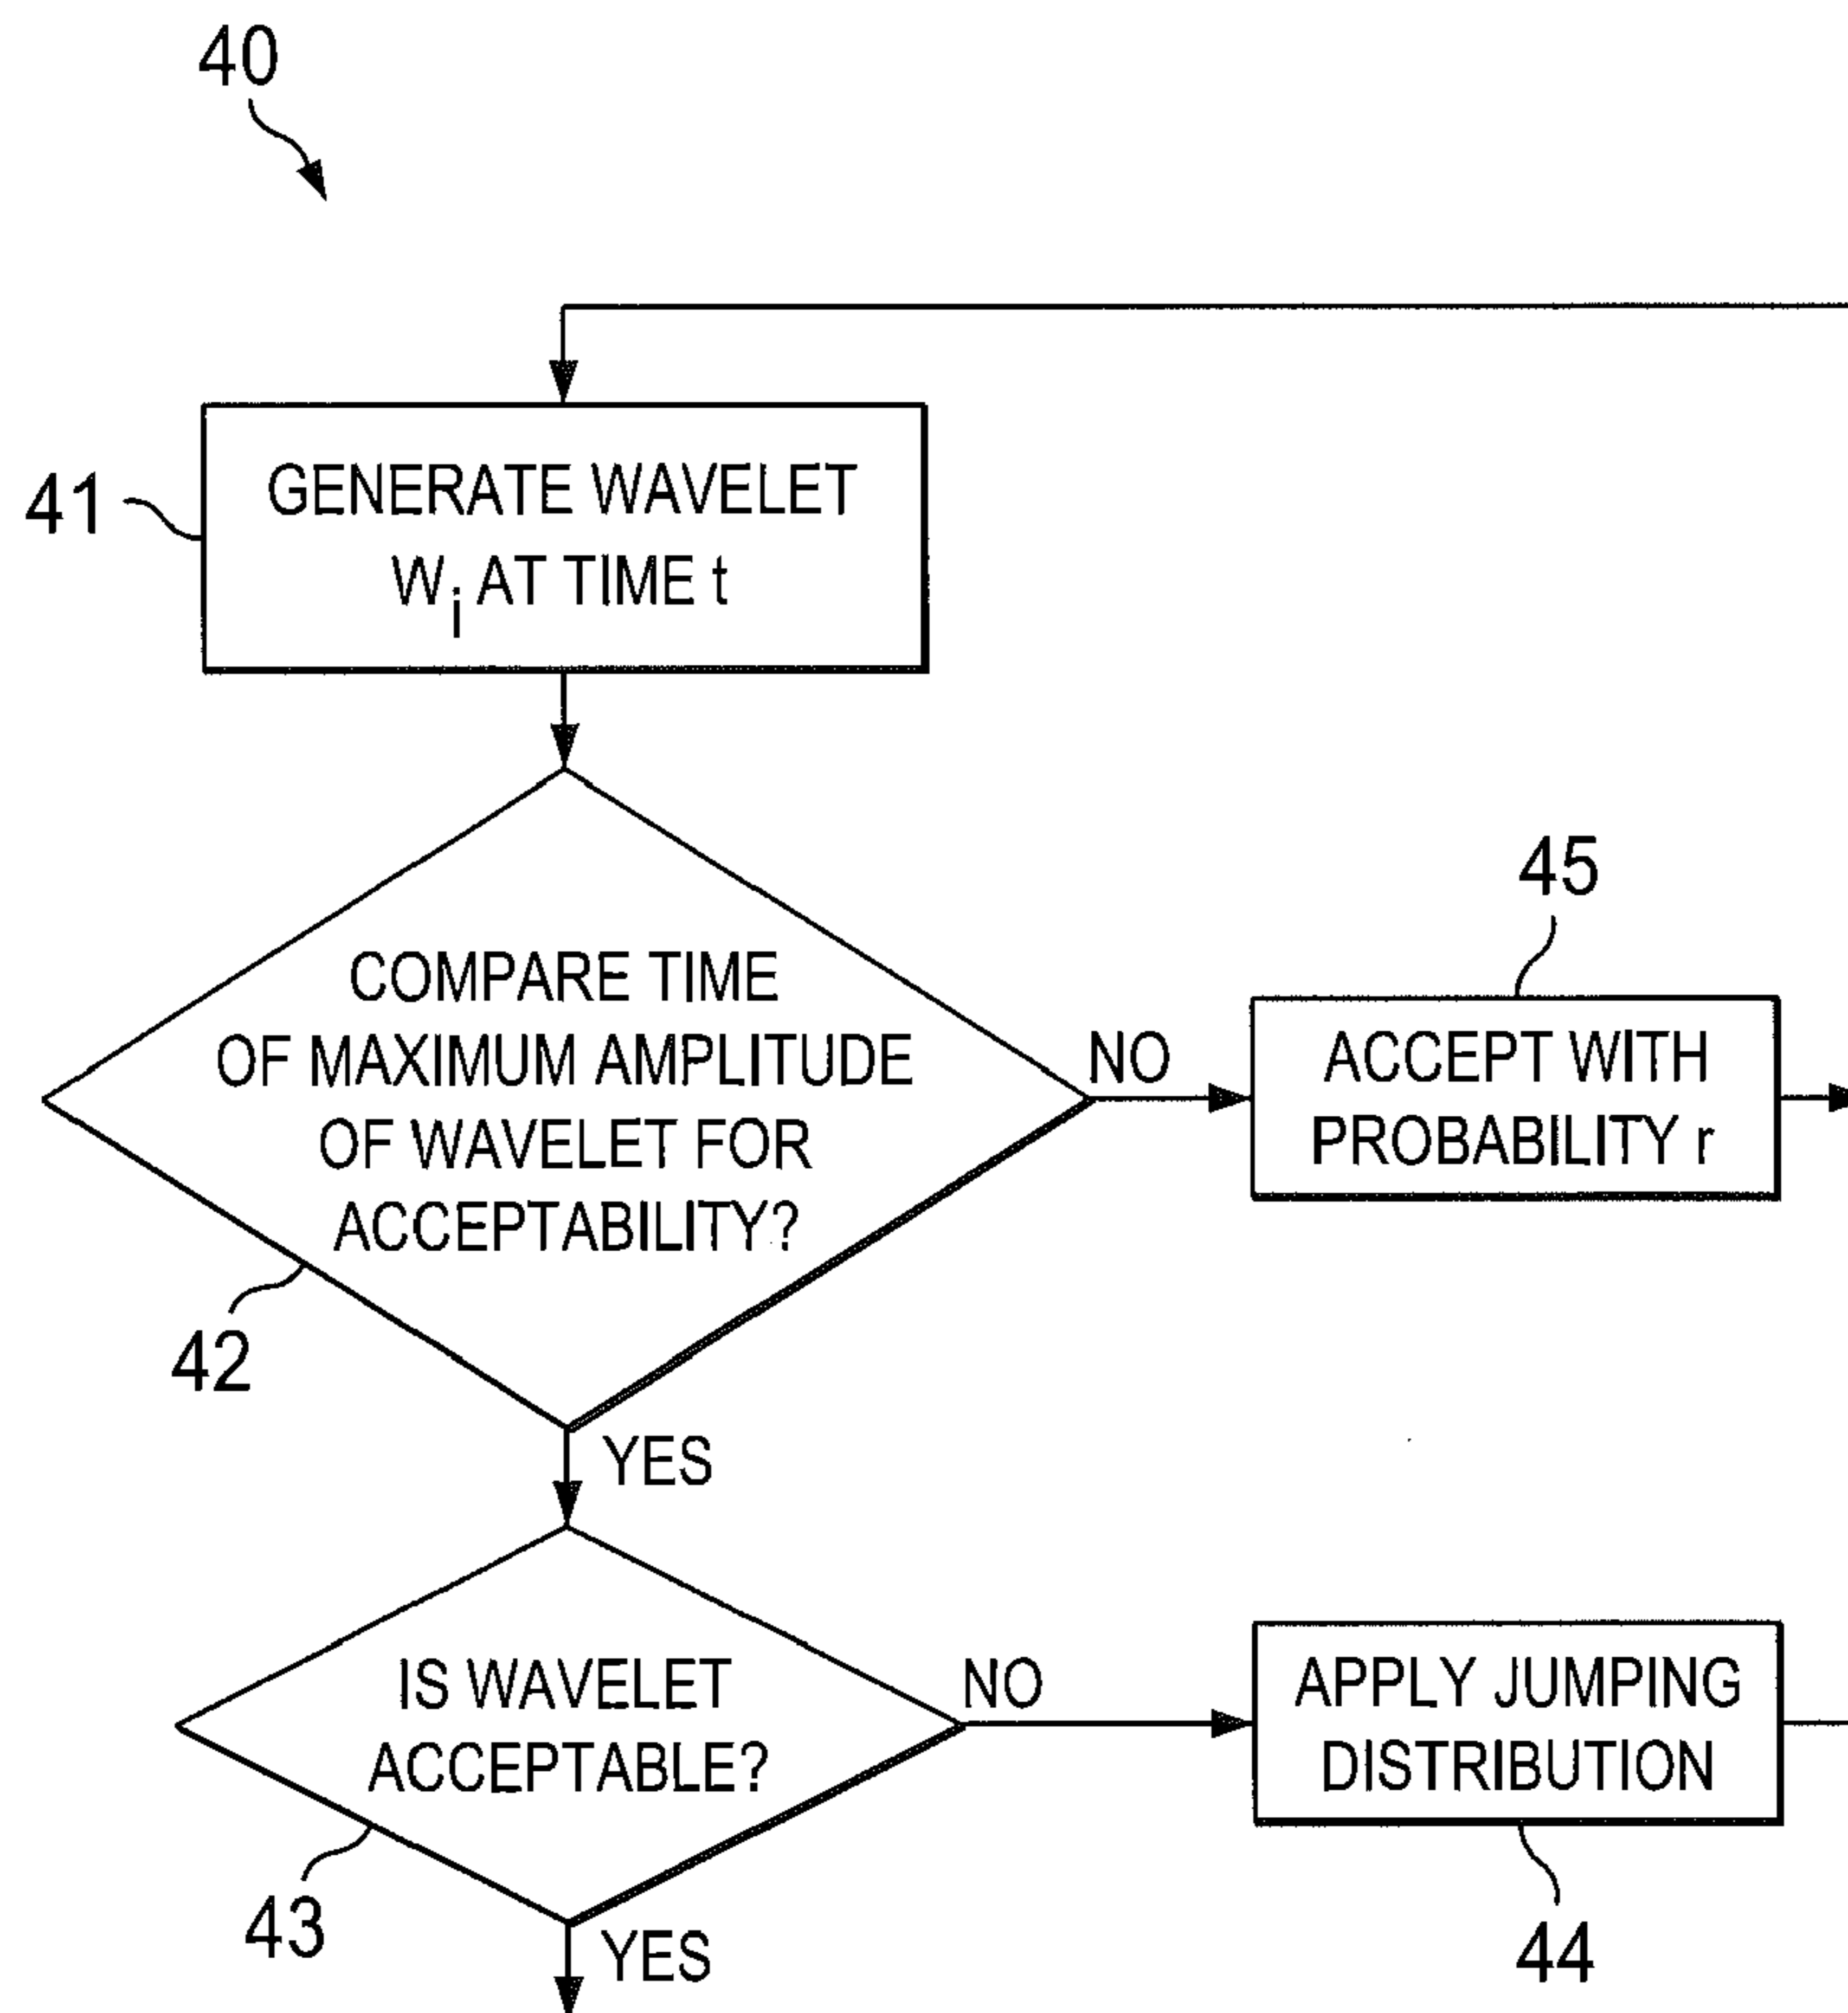 40
41
GENERATE WAVELET
Wi AT TIME t
COMPARE TIME
OF MAXIMUM AMPLITUDE
OF WAVELET FOR
ACCEPTABILITY?
42
NO
45
ACCEPT WITH
PROBABILITY r
YES
IS WAVELET
ACCEPTABLE?
43
NO
APPLY JUMPING
DISTRIBUTION
44
YES